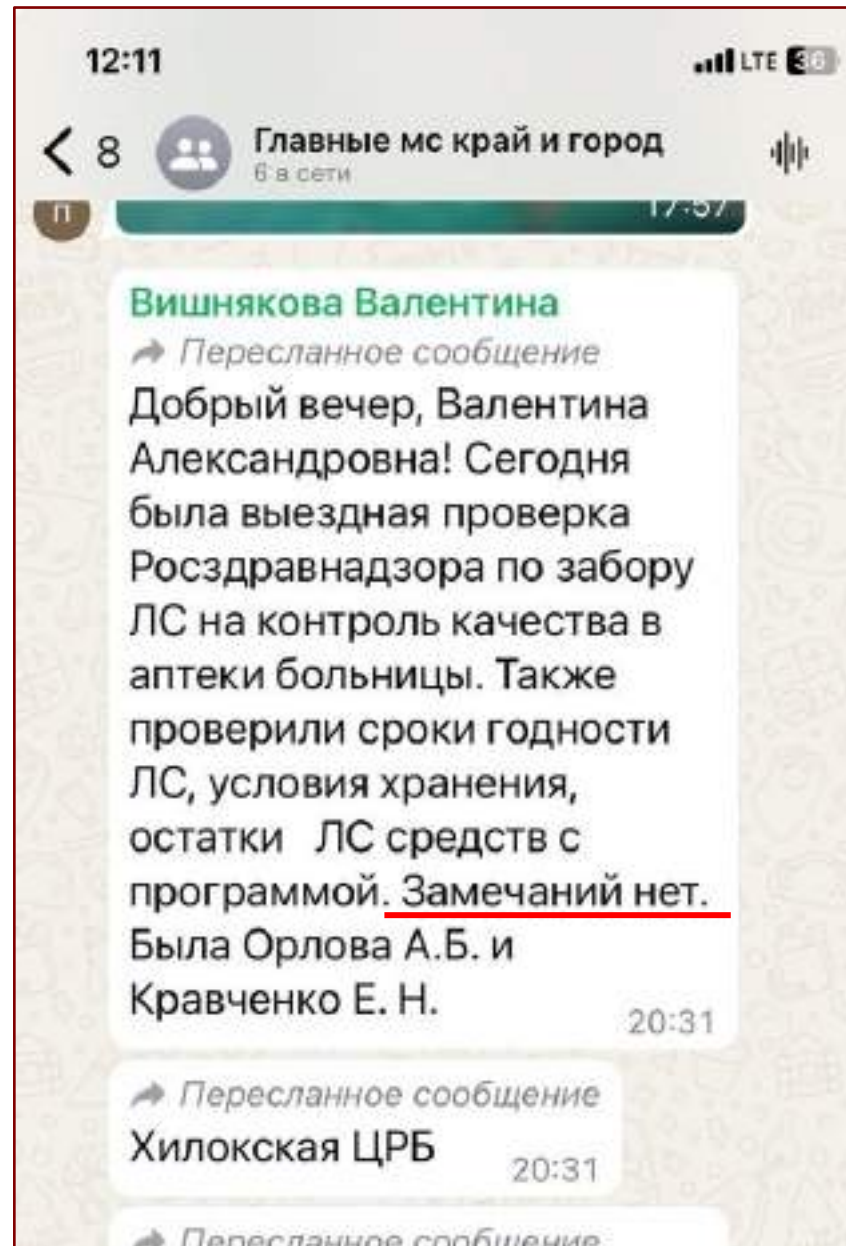 12:11
LTE 36
8
Главные мс край и город
6 в сети
П
17:57
Вишнякова Валентина
Пересланное сообщение
Добрый вечер, Валентина
Александровна! Сегодня
была выездная проверка
Росздравнадзора по забору
ЛС на контроль качества в
аптеки больницы. Также
проверили сроки годности
ЛС, условия хранения,
остатки ЛС средств с
программой. Замечаний нет.
Была Орлова А.Б. и
Кравченко Е. Н.
20:31
Пересланное сообщение
Хилокская ЦРБ
20:31
Пересланное сообщение